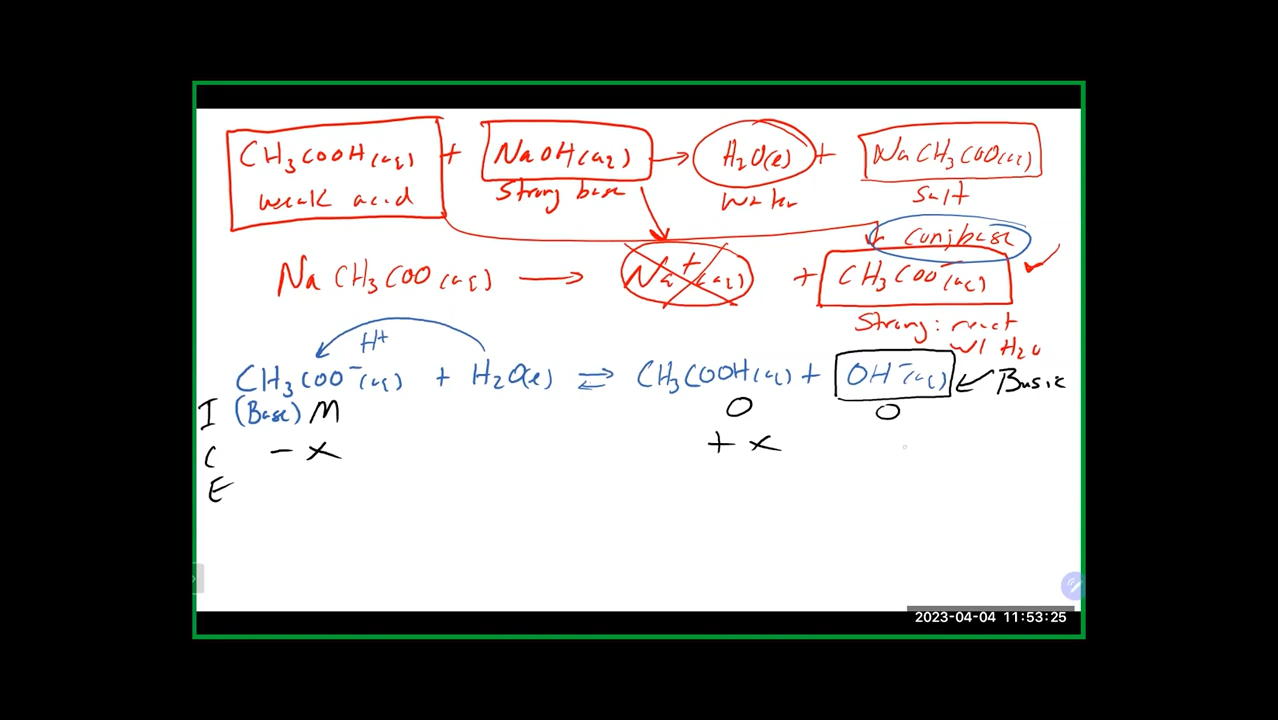 CH₃COOH(aq) + NaOH(aq) → H₂O(l) + NaCH₃COO(aq)
weak acid Strong base Water Salt
conj base
NaCH₃COO(aq) → Na⁺(aq) + CH₃COO⁻(aq) ✓
Strong: react
w/ H₂O
H⁺
CH₃COO⁻(aq) + H₂O(l) ⇌ CH₃COOH(aq) + OH⁻(aq) ← Basic
I (Base) M O O
C - x + x
E
2023-04-04 11:53:25